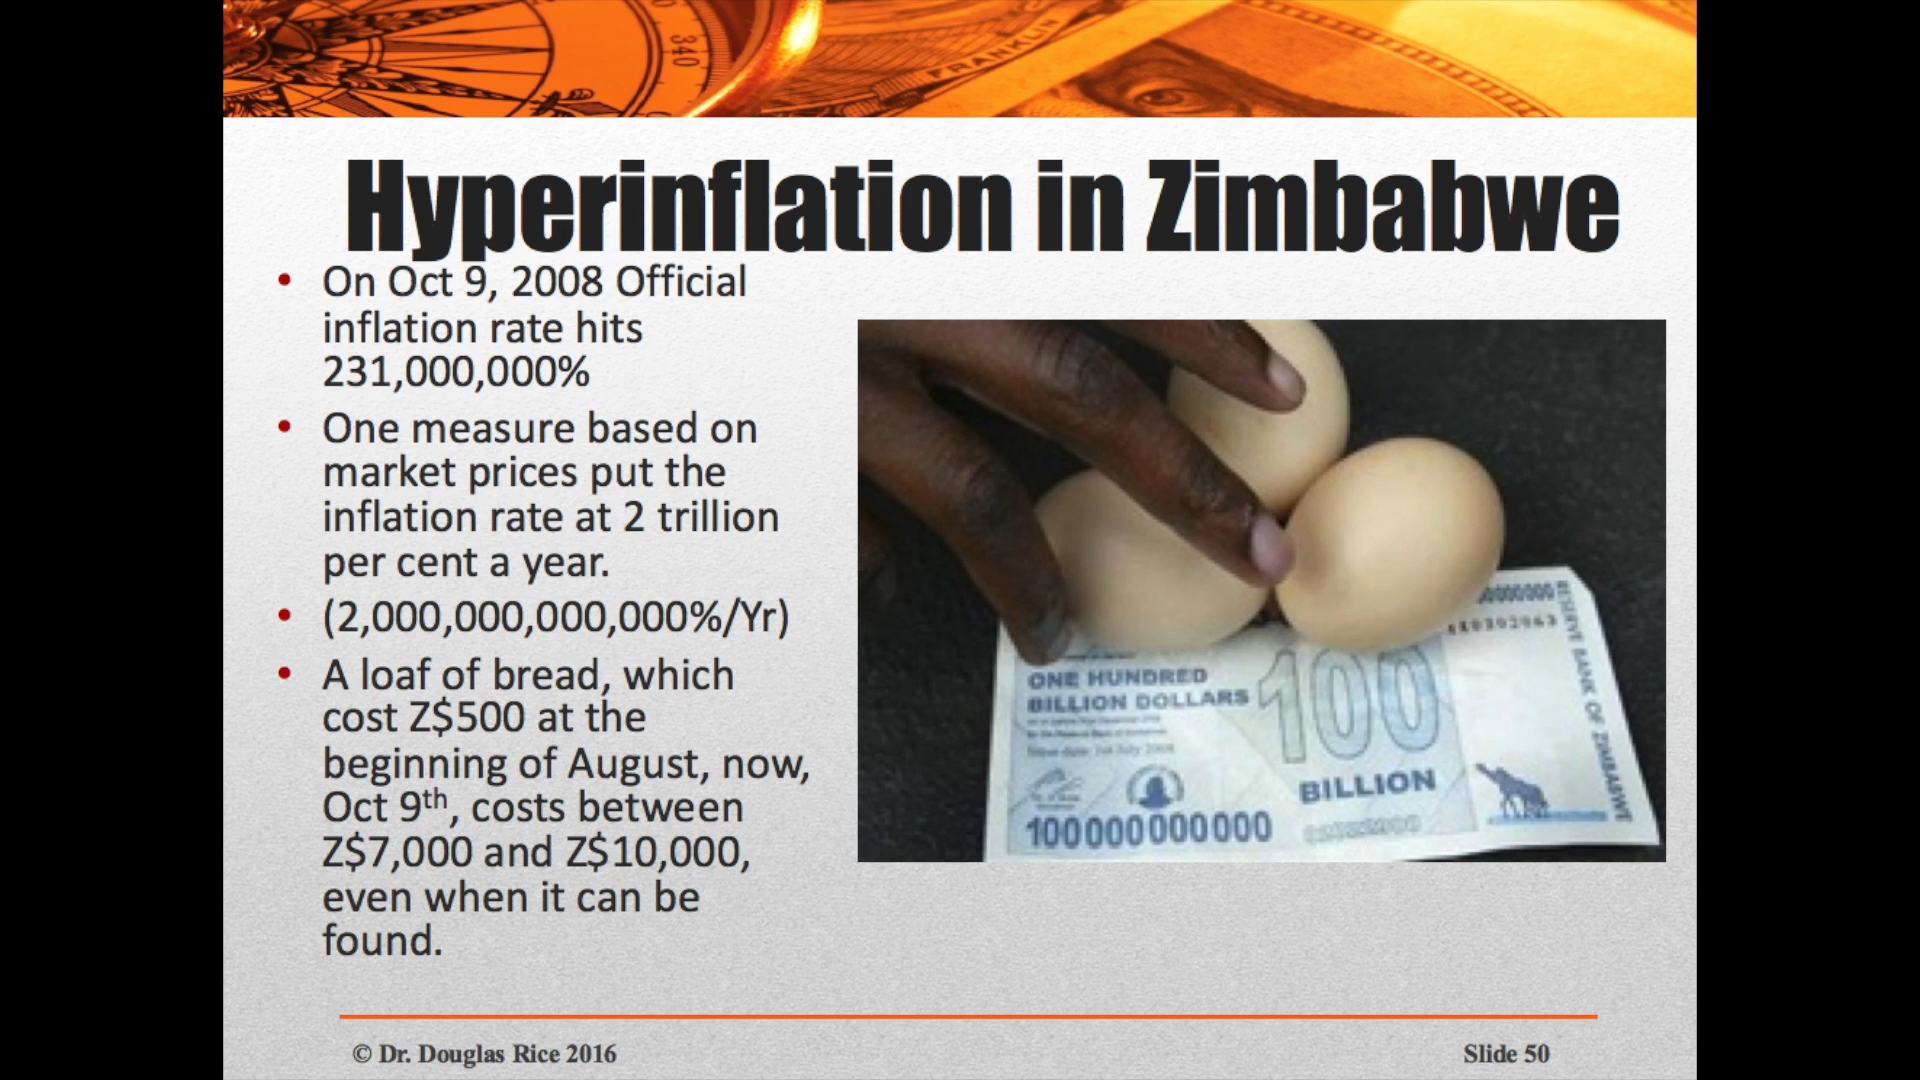 340
FRANKLIN
Hyperinflation in Zimbabwe
• On Oct 9, 2008 Official
inflation rate hits
231,000,000%
• One measure based on
market prices put the
inflation rate at 2 trillion
per cent a year.
• (2,000,000,000,000%/Yr)
• A loaf of bread, which
cost Z$500 at the
beginning of August, now,
Oct 9th, costs between
Z$7,000 and Z$10,000,
even when it can be
found.
ONE HUNDRED
BILLION DOLLARS
100
BILLION
100000000000
RESERVE BANK OF ZIMBABWE
© Dr. Douglas Rice 2016
Slide 50